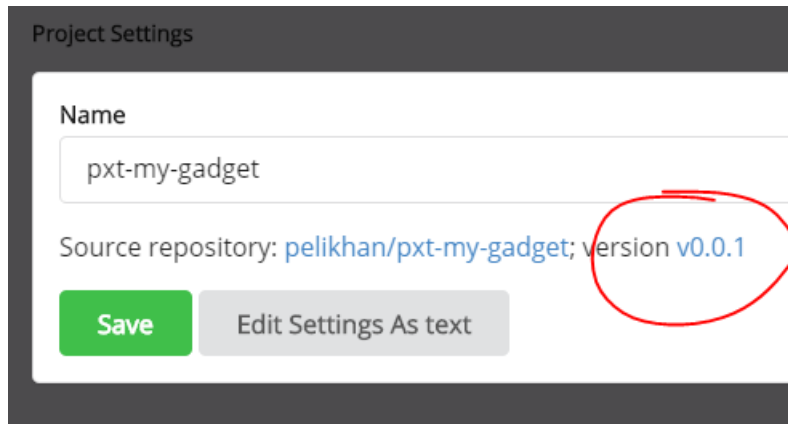 Project Settings
Name
pxt-my-gadget
Source repository: pelikhan/pxt-my-gadget; version v0.0.1
Save
Edit Settings As text